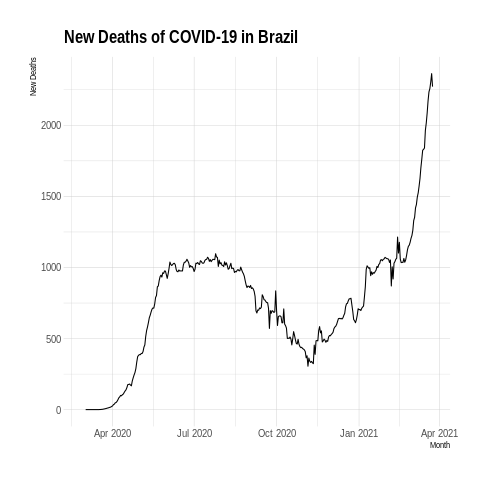 New Deaths of COVID-19 in Brazil
New Deaths
2000
1500
1000
500
0
Apr 2020 Jul 2020 Oct 2020 Jan 2021 Apr 2021
Month